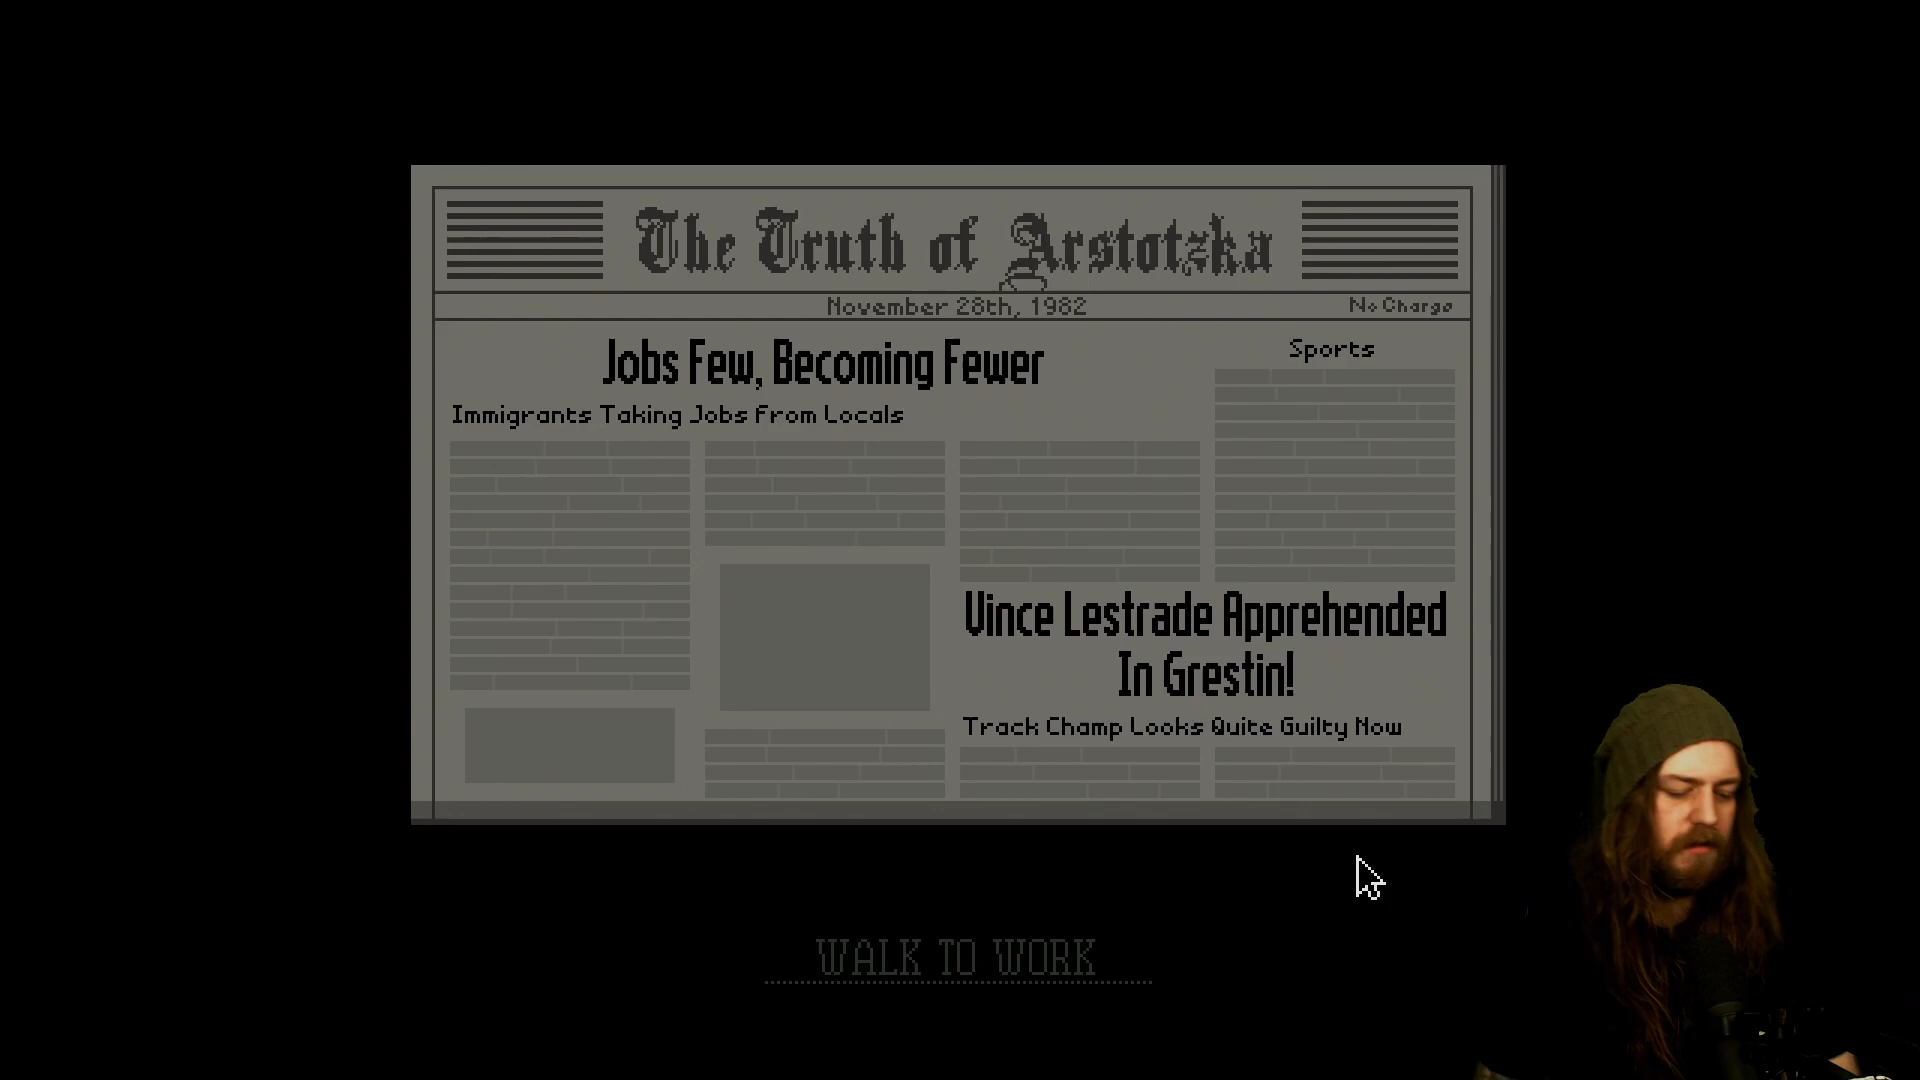 The Truth of Arstotzka
November 28th, 1982
No Charge
Jobs Few, Becoming Fewer
Immigrants Taking Jobs From Locals
Sports
Vince Lestrade Apprehended
In Grestin!
Track Champ Looks Quite Guilty Now
WALK TO WORK